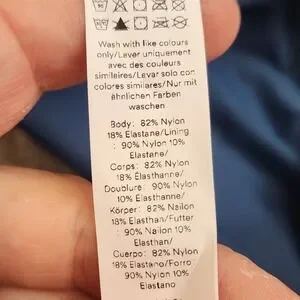 Wash with like colours
only/Laver uniquement
avec des couleurs
similaires/Lavar solo con
colores similares/Nur mit
ähnlichen Farben
waschen
Body: 82% Nylon
18% Elastane/Lining
: 90% Nylon 10%
Elastane/
Corps: 82% Nylon
18% Élasthanne/
Doublure: 90% Nylon
10% Élasthanne/
Körper: 82% Nailon
18% Elasthan/Futter
: 90% Nailon 10%
Elasthan/
Cuerpo: 82% Nylon
18% Elastano/Forro
: 90% Nylon 10%
Elastano